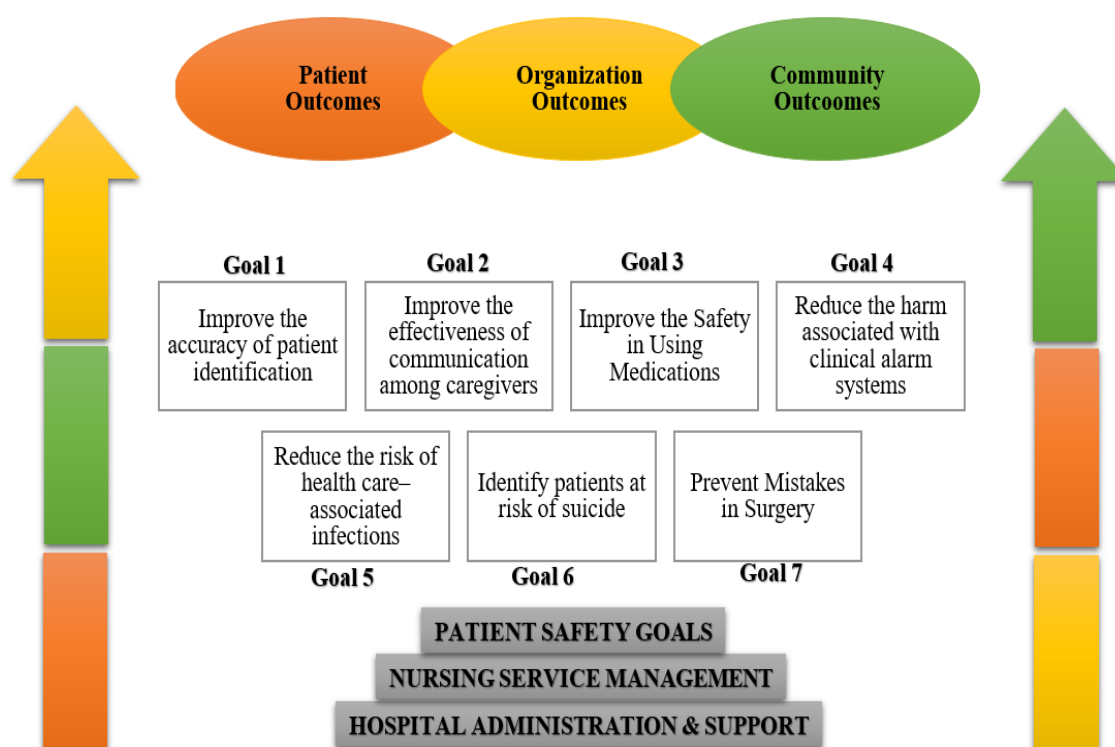 Patient
Outcomes
Organization
Outcomes
Community
Outcoomes
Goal 1
Goal 2
Goal 3
Goal 4
Improve the
accuracy of patient
identification
Improve the
effectiveness of
communication
among caregivers
Improve the Safety
in Using
Medications
Reduce the harm
associated with
clinical alarm
systems
Reduce the risk of
health care–
associated
infections
Identify patients at
risk of suicide
Prevent Mistakes
in Surgery
Goal 5
Goal 6
Goal 7
PATIENT SAFETY GOALS
NURSING SERVICE MANAGEMENT
HOSPITAL ADMINISTRATION & SUPPORT